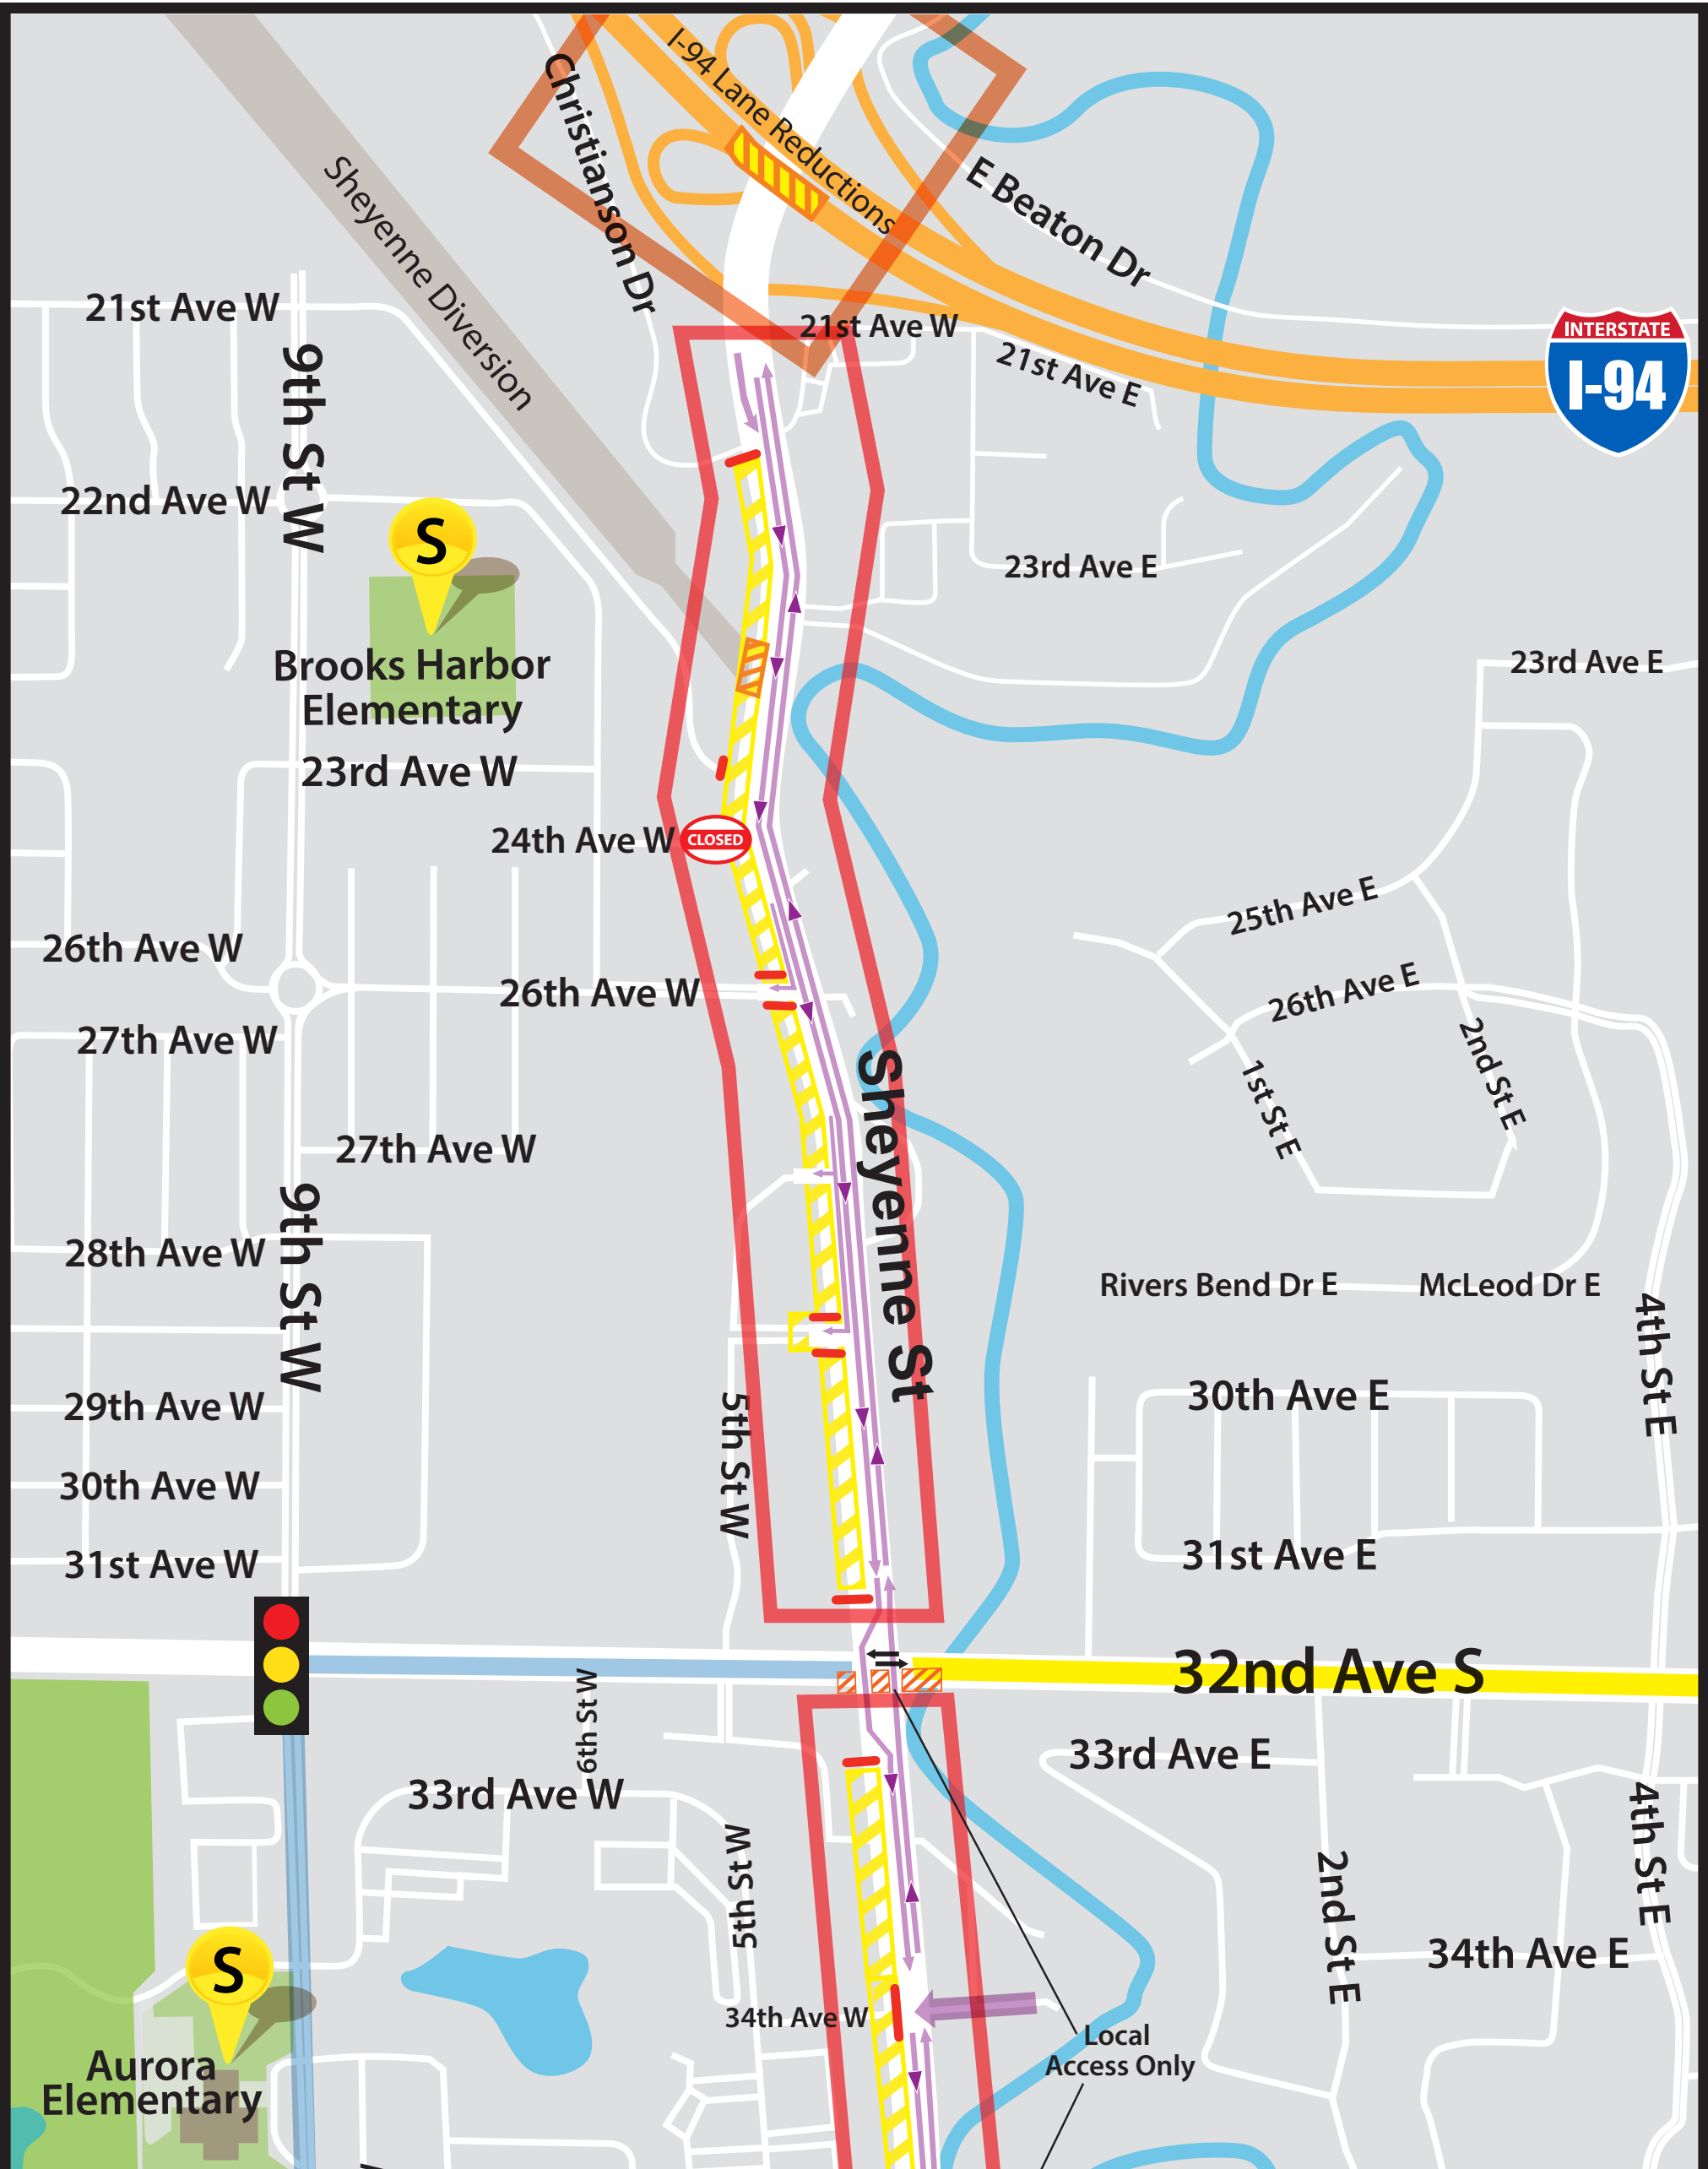 Christianson Dr
I-94 Lane Reductions
E Beaton Dr
Sheyenne Diversion
21st Ave W
21st Ave W
21st Ave E
INTERSTATE
I-94
9th St W
22nd Ave W
S
23rd Ave E
Brooks Harbor
Elementary
23rd Ave E
23rd Ave W
24th Ave W
CLOSED
25th Ave E
26th Ave W
26th Ave W
26th Ave E
27th Ave W
2nd St E
1st St E
Sheyenne St
27th Ave W
9th St W
28th Ave W
Rivers Bend Dr E
McLeod Dr E
4th St E
29th Ave W
5th St W
30th Ave E
30th Ave W
31st Ave W
31st Ave E
32nd Ave S
6th St W
33rd Ave E
33rd Ave W
4th St E
5th St W
2nd St E
34th Ave E
S
34th Ave W
Local
Access Only
Aurora
Elementary